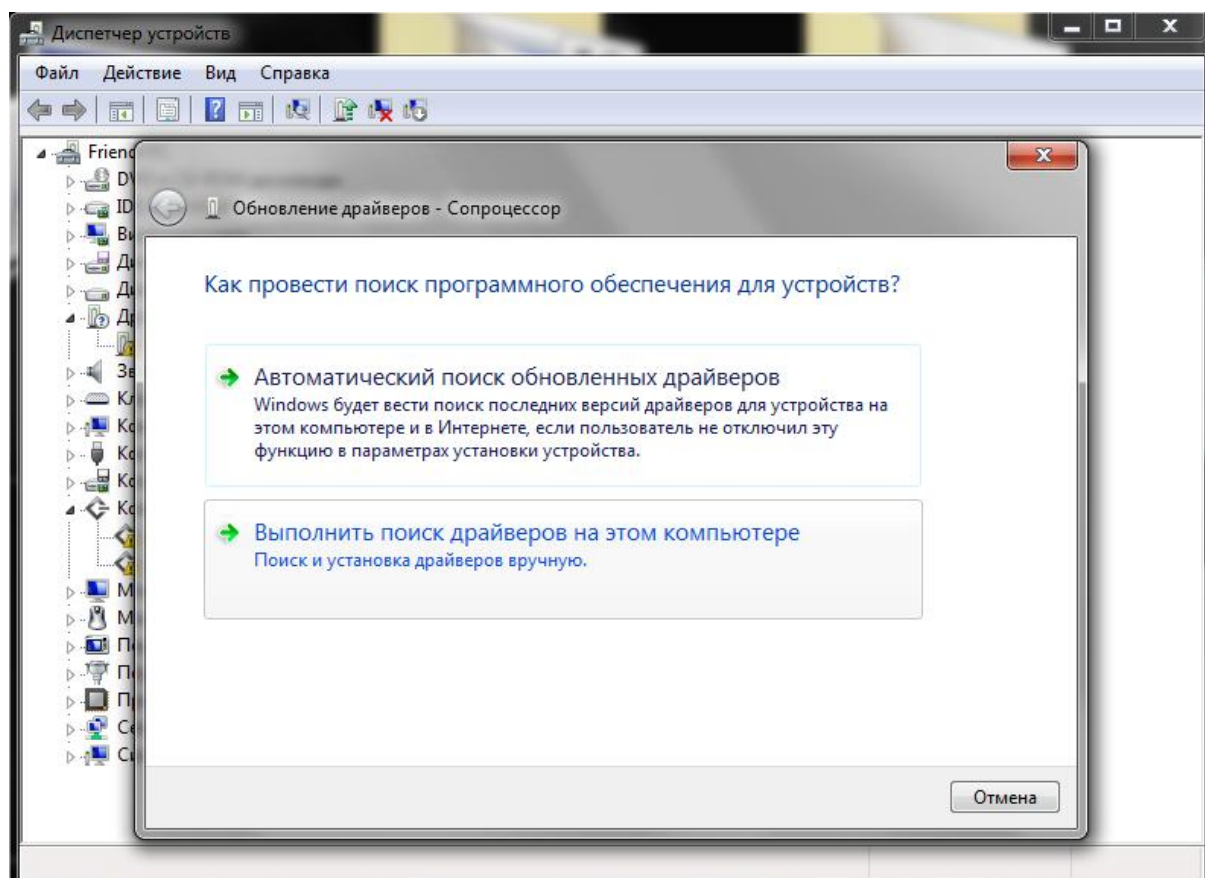 Диспетчер устройств
Файл Действие Вид Справка
Friend
Обновление драйверов - Сопроцессор
Как провести поиск программного обеспечения для устройств?
Автоматический поиск обновленных драйверов
Windows будет вести поиск последних версий драйверов для устройства на
этом компьютере и в Интернете, если пользователь не отключил эту
функцию в параметрах установки устройства.
Выполнить поиск драйверов на этом компьютере
Поиск и установка драйверов вручную.
Отмена